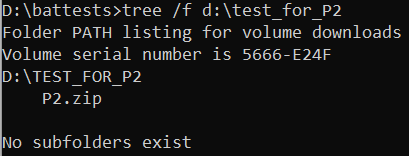 D:\battests>tree /f d:\test_for_P2
Folder PATH listing for volume downloads
Volume serial number is 5666-E24F
D:\TEST_FOR_P2
    P2.zip

No subfolders exist